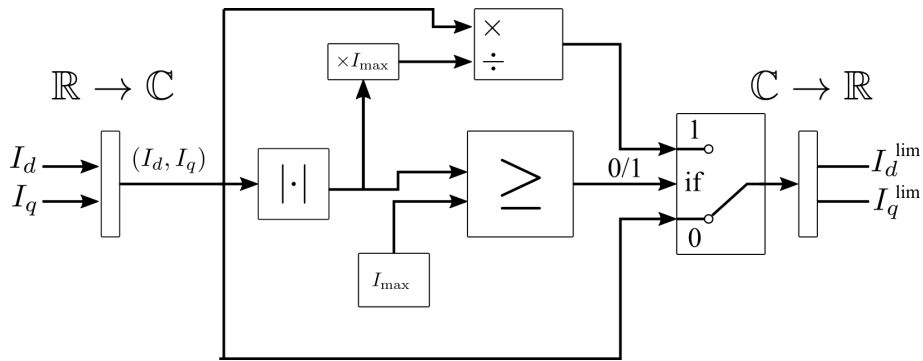 ×
÷
×I_max
ℝ → ℂ
ℂ → ℝ
1
I_d
(I_d, I_q)
|·|
≥
0/1
if
I_d^lim
I_q
I_q^lim
0
I_max